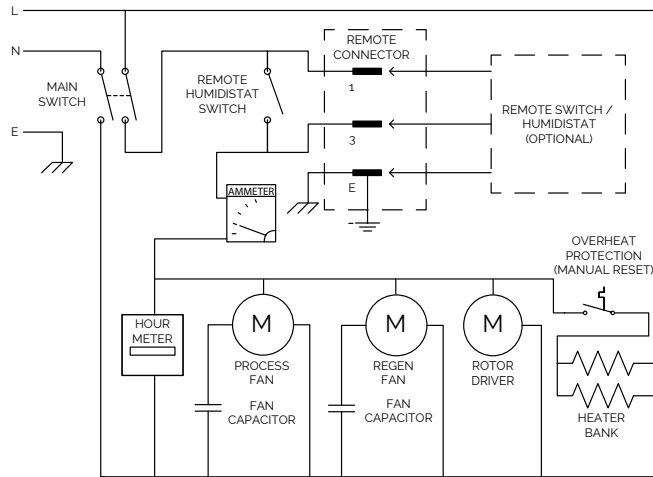 L
N
E
MAIN
SWITCH
REMOTE
HUMIDISTAT
SWITCH
REMOTE
CONNECTOR
1
3
E
REMOTE SWITCH /
HUMIDISTAT
(OPTIONAL)
AMMETER
OVERHEAT
PROTECTION
(MANUAL RESET)
HOUR
METER
M
PROCESS
FAN
FAN
CAPACITOR
M
REGEN
FAN
FAN
CAPACITOR
M
ROTOR
DRIVER
HEATER
BANK